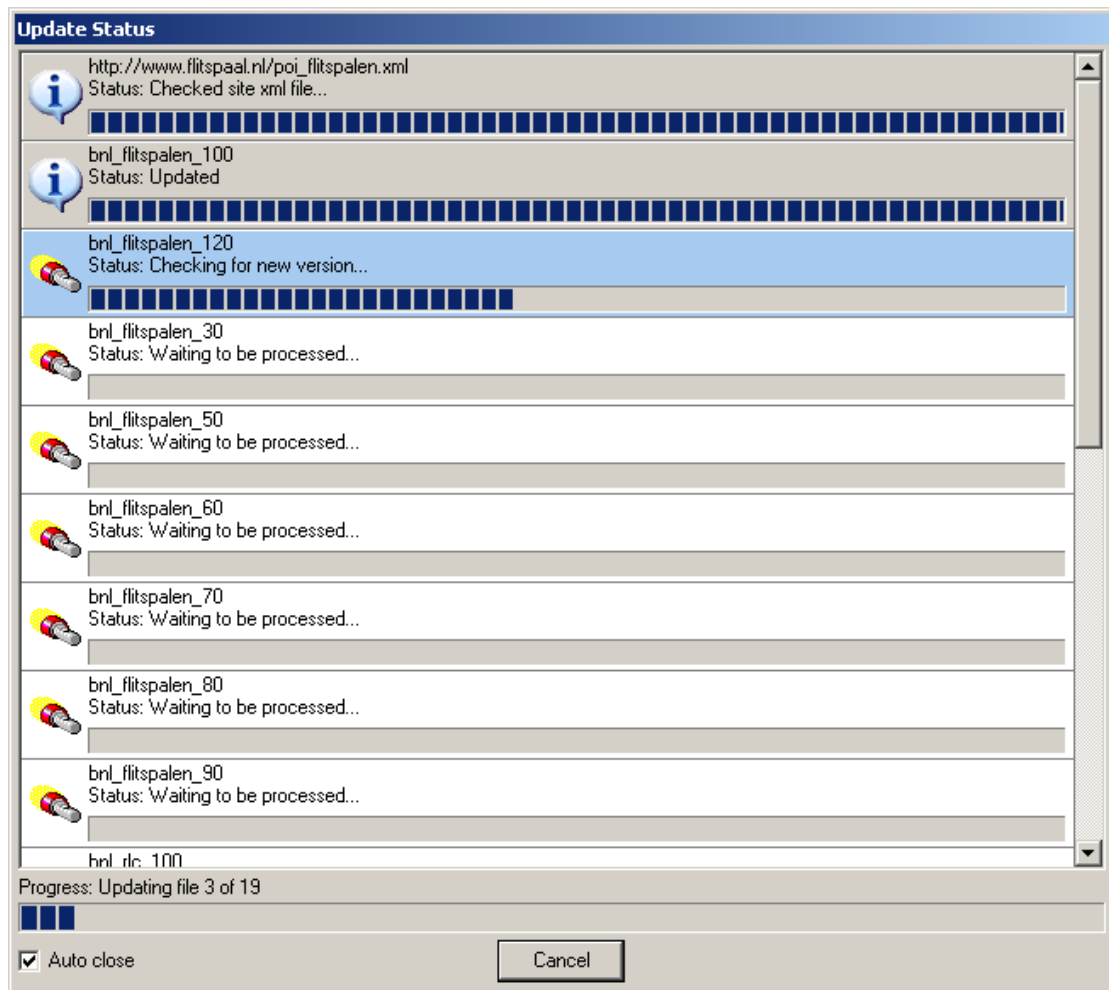 Update Status
http://www.flitspaal.nl/poi_flitspalen.xml
Status: Checked site xml file...
bnl_flitspalen_100
Status: Updated
bnl_flitspalen_120
Status: Checking for new version...
bnl_flitspalen_30
Status: Waiting to be processed...
bnl_flitspalen_50
Status: Waiting to be processed...
bnl_flitspalen_60
Status: Waiting to be processed...
bnl_flitspalen_70
Status: Waiting to be processed...
bnl_flitspalen_80
Status: Waiting to be processed...
bnl_flitspalen_90
Status: Waiting to be processed...
bnl_rlc_100
Progress: Updating file 3 of 19
Auto close
Cancel